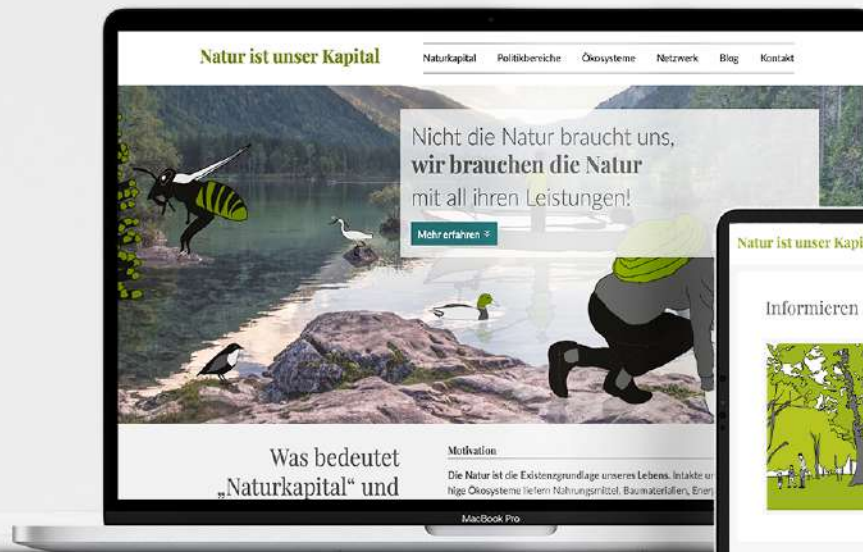 Natur ist unser Kapital
Naturkapital Politikbereiche Ökosysteme Netzwerk Blog Kontakt
Nicht die Natur braucht uns,
wir brauchen die Natur
mit all ihren Leistungen!
Mehr erfahren
Was bedeutet
„Naturkapital“ und
Motivation
Die Natur ist die Existenzgrundlage unseres Lebens. Intakte
hige Ökosysteme liefern Nahrungsmittel, Baumaterialien,
MacBook Pro
Natur ist unser
Informieren